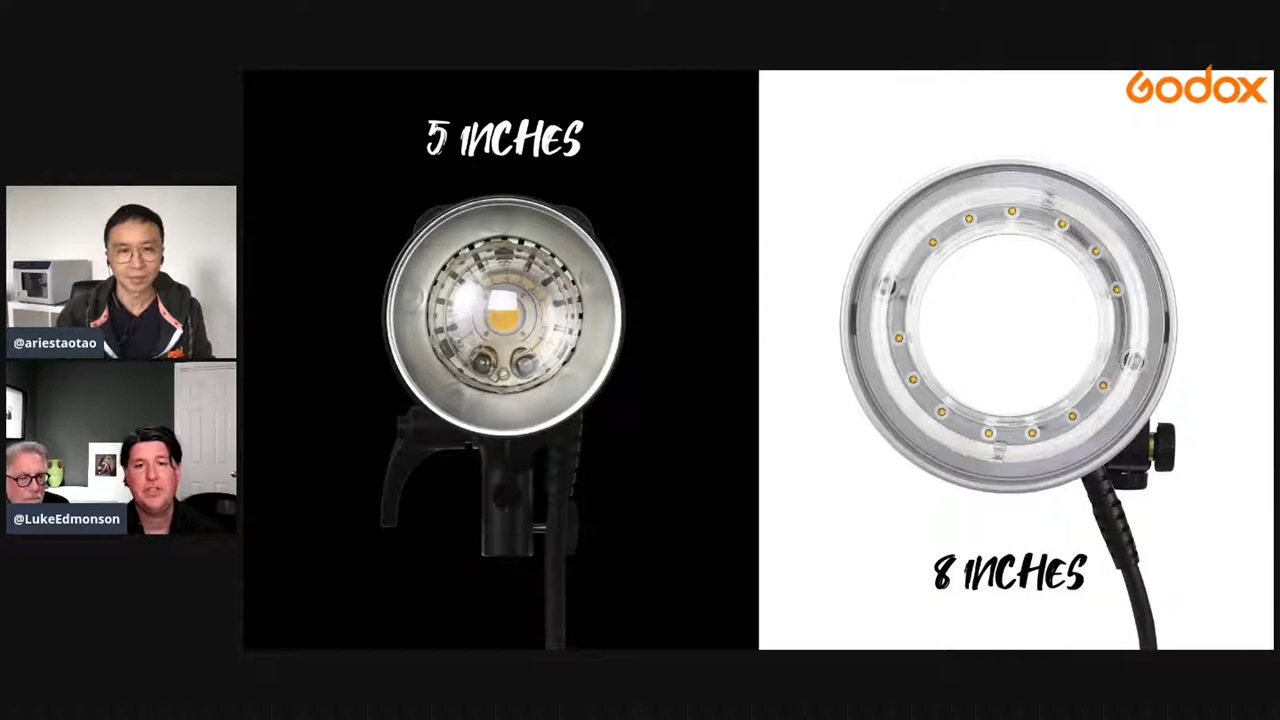 5 INCHES
Godox
@ariestaotao
@LukeEdmonson
8 INCHES